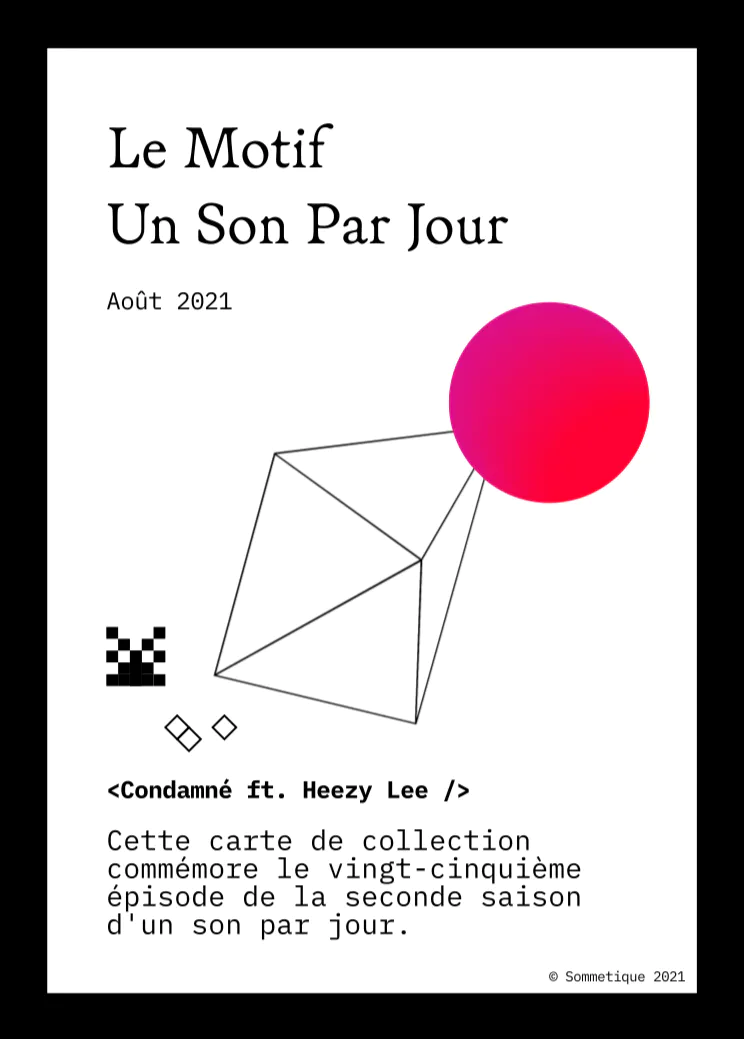 Le Motif
Un Son Par Jour
Août 2021
<Condamné ft. Heezy Lee />
Cette carte de collection
commémore le vingt-cinquième
épisode de la seconde saison
d'un son par jour.
© Sommetique 2021